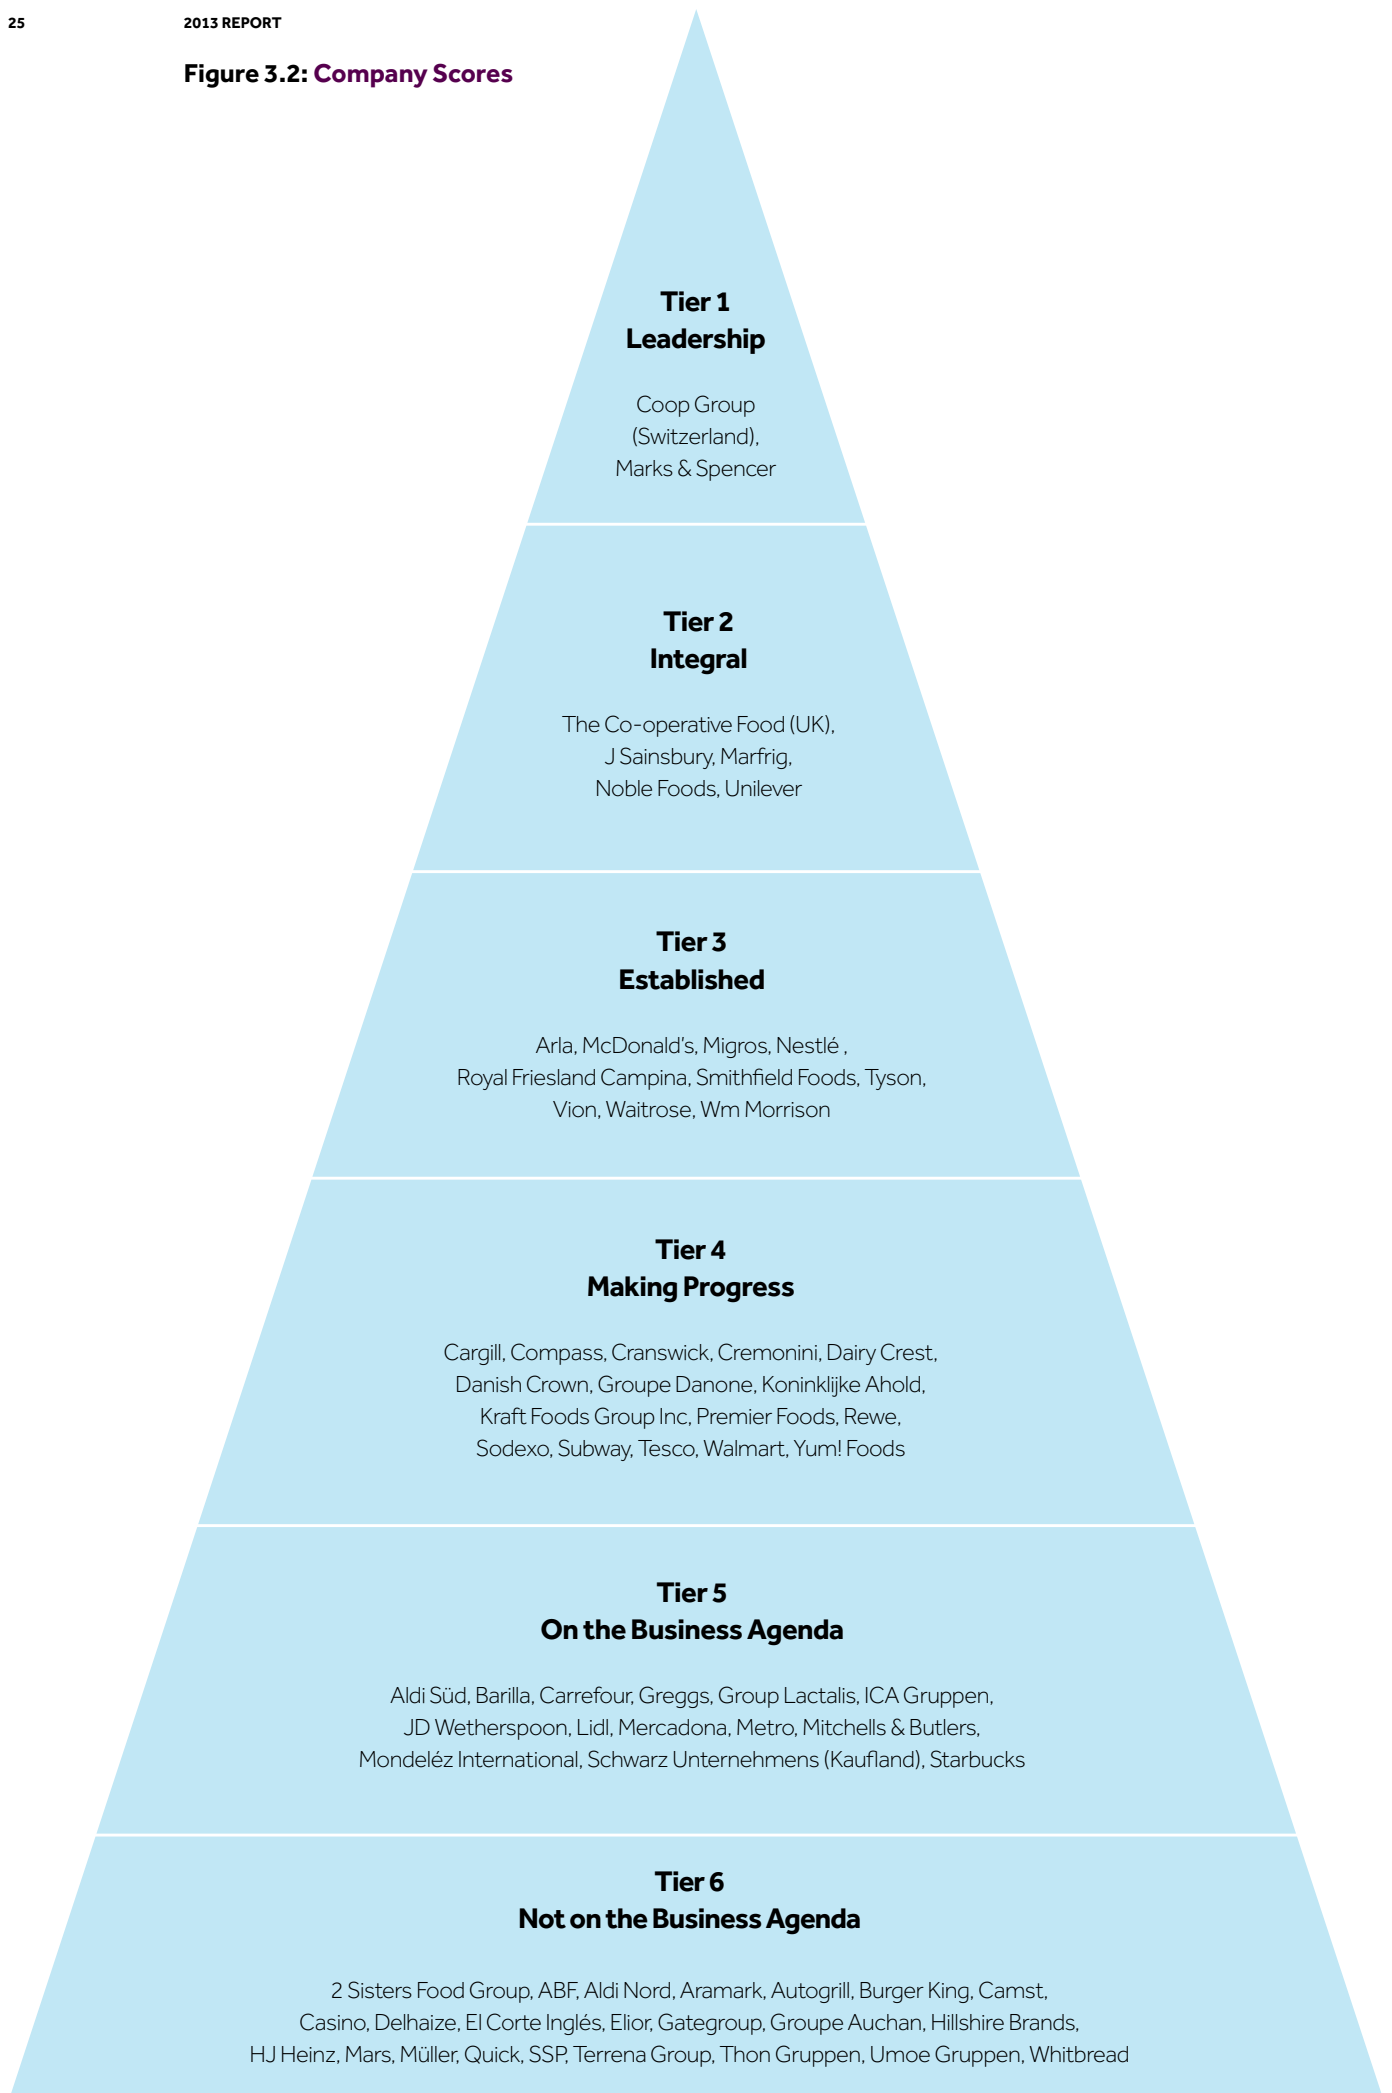 25
2013 REPORT
Figure 3.2: Company Scores
Tier 1
Leadership
Coop Group
(Switzerland),
Marks & Spencer
Tier 2
Integral
The Co-operative Food (UK),
J Sainsbury, Marfrig,
Noble Foods, Unilever
Tier 3
Established
Arla, McDonald's, Migros, Nestlé ,
Royal Friesland Campina, Smithfield Foods, Tyson,
Vion, Waitrose, Wm Morrison
Tier 4
Making Progress
Cargill, Compass, Cranswick, Cremonini, Dairy Crest,
Danish Crown, Groupe Danone, Koninklijke Ahold,
Kraft Foods Group Inc, Premier Foods, Rewe,
Sodexo, Subway, Tesco, Walmart, Yum! Foods
Tier 5
On the Business Agenda
Aldi Süd, Barilla, Carrefour, Greggs, Group Lactalis, ICA Gruppen,
JD Wetherspoon, Lidl, Mercadona, Metro, Mitchells & Butlers,
Mondeléz International, Schwarz Unternehmens (Kaufland), Starbucks
Tier 6
Not on the Business Agenda
2 Sisters Food Group, ABF, Aldi Nord, Aramark, Autogrill, Burger King, Camst,
Casino, Delhaize, El Corte Inglés, Elior, Gategroup, Groupe Auchan, Hillshire Brands,
HJ Heinz, Mars, Müller, Quick, SSP, Terrena Group, Thon Gruppen, Umoe Gruppen, Whitbread